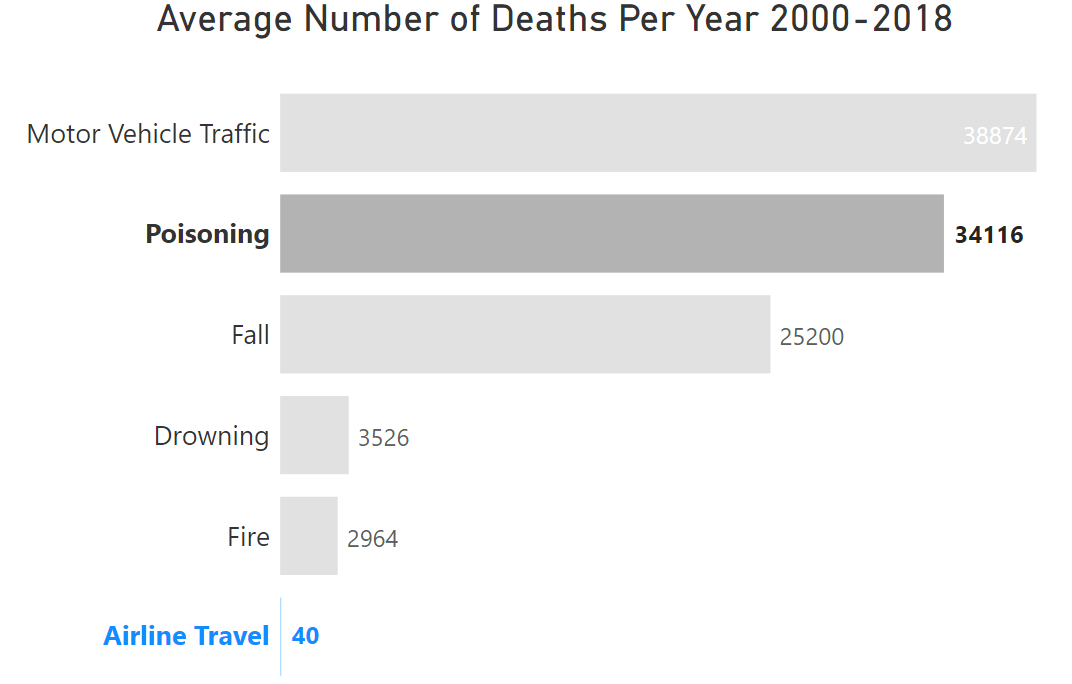 Average Number of Deaths Per Year 2000-2018
Motor Vehicle Traffic 38874
Poisoning 34116
Fall 25200
Drowning 3526
Fire 2964
Airline Travel 40